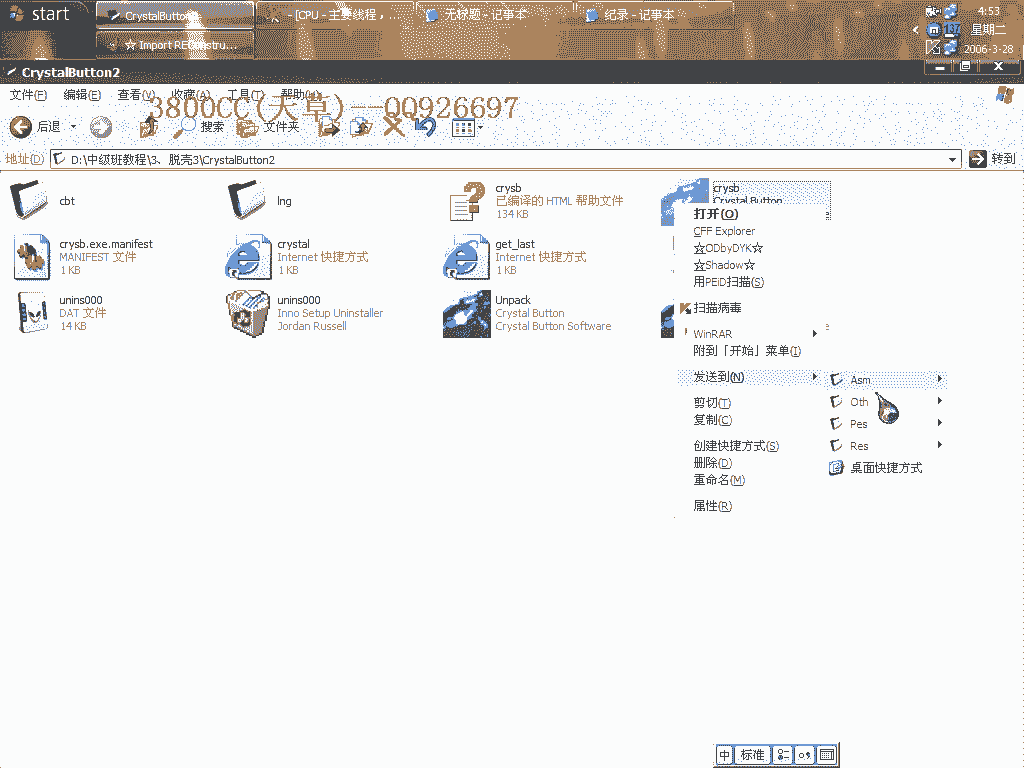 start
CrystalButton
- [CPU - 主要线程，...
无标题 - 记事本
纪录 - 记事本
4:53
星期二
2006-3-28
☆ Import REConstru...
CrystalButton2
文件(F) 编辑(E) 查看(V) 收藏(A) 工具(T) 帮助(H)
3800CC(天草)—QQ926697
后退 搜索 文件夹
地址(D) D:\中级班教程\3、脱壳3\CrystalButton2 转到
cbt
lng
crysb
已编译的 HTML 帮助文件
134 KB
crysb
Crystal Button
crysb.exe.manifest
MANIFEST 文件
1 KB
crystal
Internet 快捷方式
1 KB
get_last
Internet 快捷方式
1 KB
unins000
DAT 文件
14 KB
unins000
Inno Setup Uninstaller
Jordan Russell
Unpack
Crystal Button
Crystal Button Software
打开(O)
CFF Explorer
☆ODbyDYK☆
☆Shadow☆
用PEiD扫描(S)
扫描病毒
WinRAR
附到「开始」菜单(I)
发送到(N)
剪切(T)
复制(C)
创建快捷方式(S)
删除(D)
重命名(M)
属性(R)
Asm
Oth
Pes
Res
桌面快捷方式
中 标准